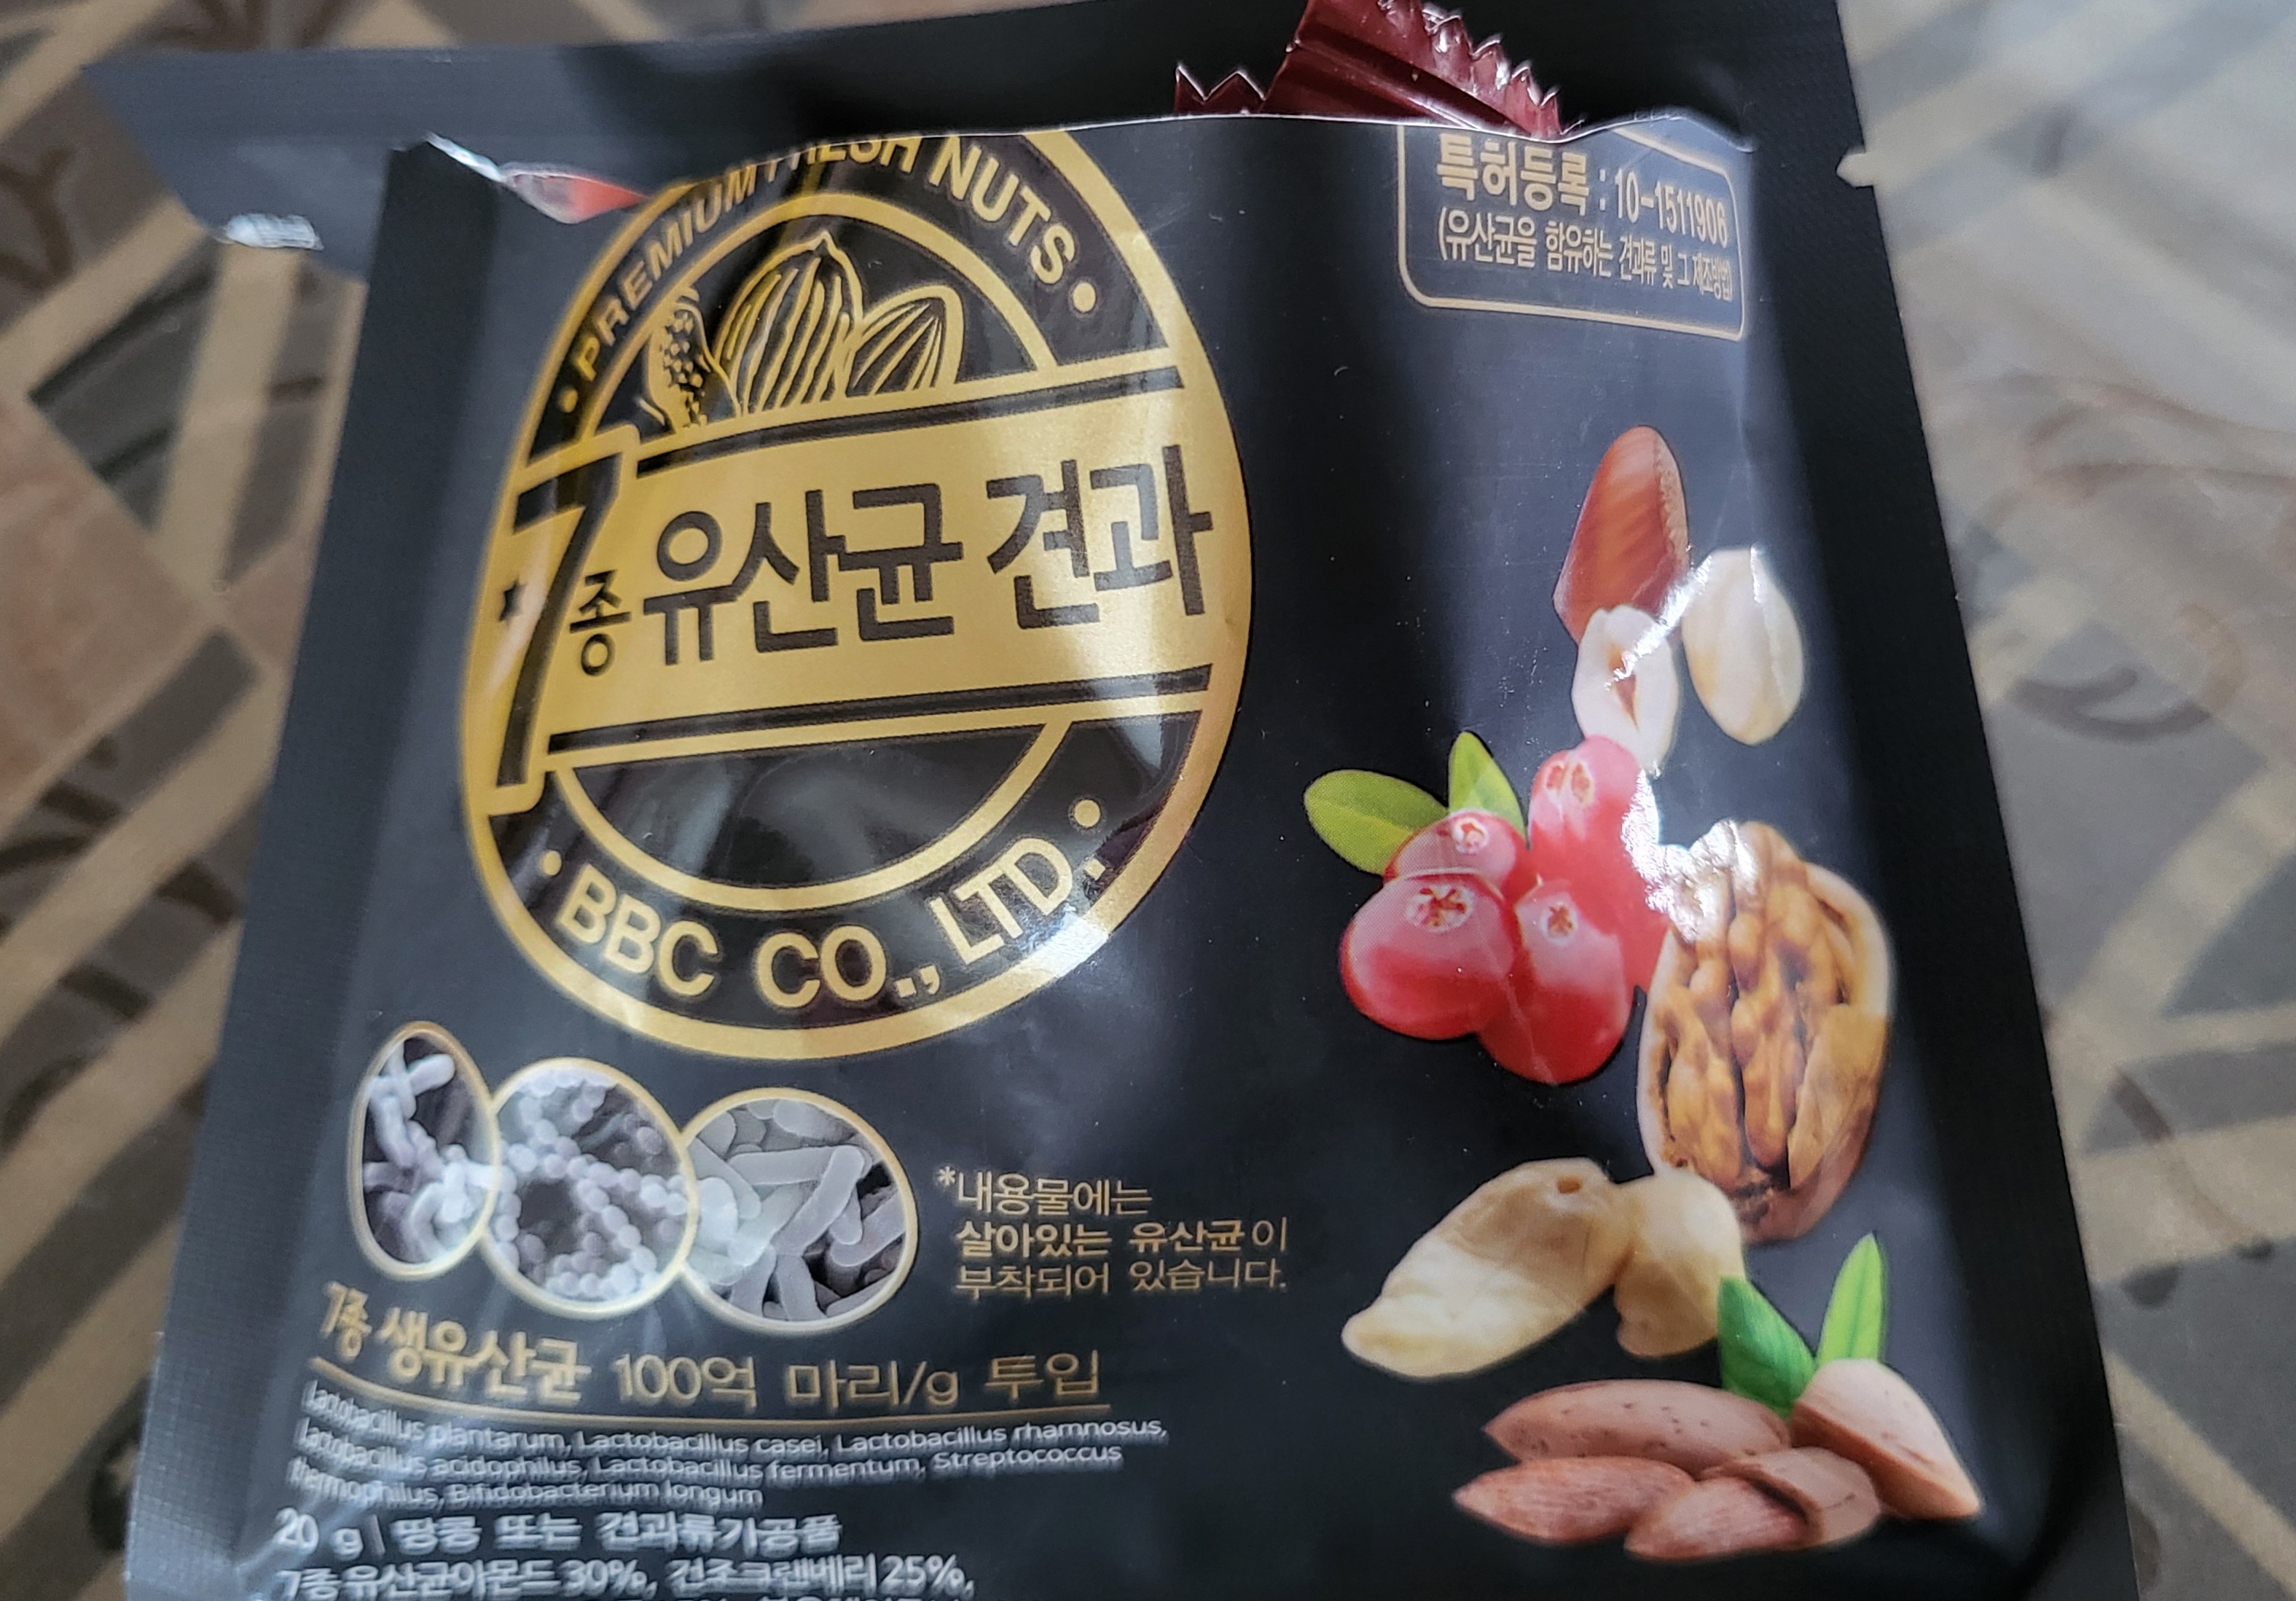 PREMIUM FRESH NUTS
특허등록 : 10-1511906
(유산균을 함유하는 견과류 및 그 제조방법)
*7종 유산균 견과
BBC CO., LTD.
*내용물에는
살아있는 유산균이
부착되어 있습니다.
7종 생유산균 100억 마리/g 투입
Lactobacillus plantarum, Lactobacillus casei, Lactobacillus rhamnosus,
Lactobacillus acidophilus, Lactobacillus fermentum, Streptococcus
thermophilus, Bifidobacterium longum
20 g | 땅콩 또는 견과류가공품
7종유산균아몬드30%, 건조크랜베리25%,